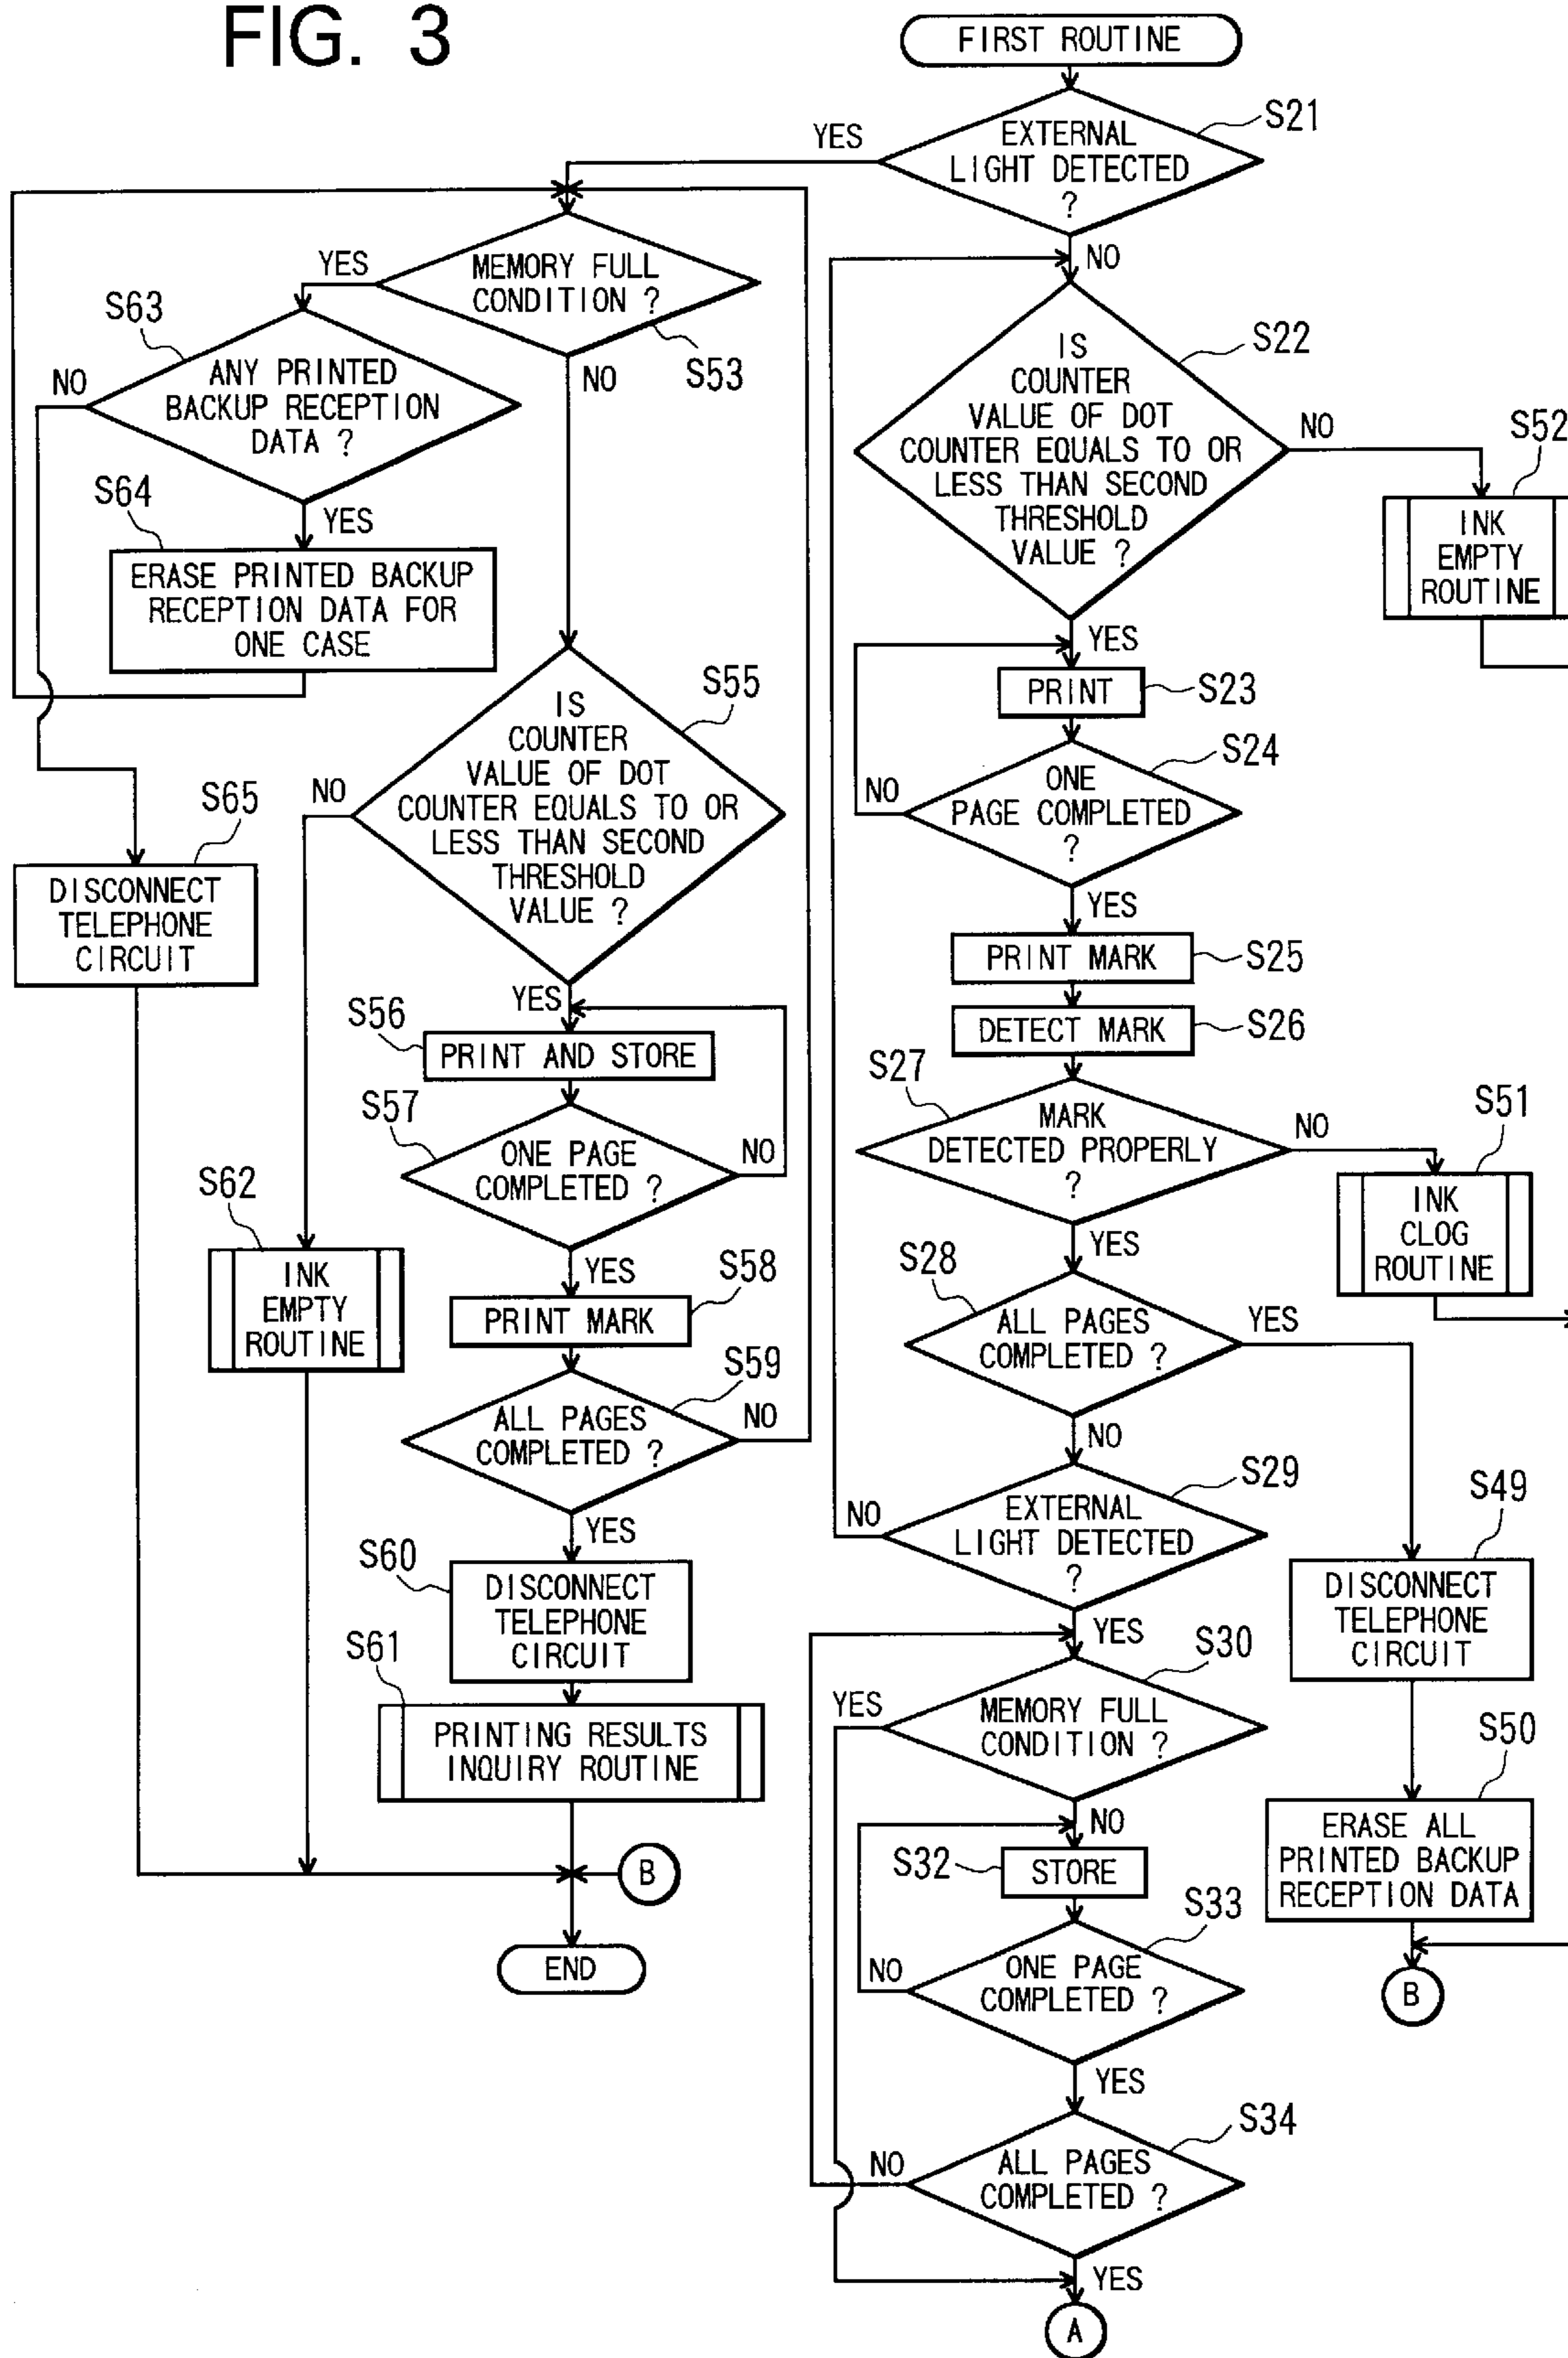 FIG. 3
FIRST ROUTINE
S21
EXTERNAL
LIGHT DETECTED
?
YES
NO
MEMORY FULL
CONDITION ?
S53
YES
NO
S63
ANY PRINTED
BACKUP RECEPTION
DATA ?
NO
YES
S64
ERASE PRINTED BACKUP
RECEPTION DATA FOR
ONE CASE
S65
DISCONNECT
TELEPHONE
CIRCUIT
S55
IS
COUNTER
VALUE OF DOT
COUNTER EQUALS TO OR
LESS THAN SECOND
THRESHOLD
VALUE ?
NO
YES
S56
PRINT AND STORE
S57
ONE PAGE
COMPLETED ?
NO
YES
S58
PRINT MARK
S59
ALL PAGES
COMPLETED ?
NO
YES
S60
DISCONNECT
TELEPHONE
CIRCUIT
S61
PRINTING RESULTS
INQUIRY ROUTINE
S62
INK
EMPTY
ROUTINE
B
END
S22
IS
COUNTER
VALUE OF DOT
COUNTER EQUALS TO OR
LESS THAN SECOND
THRESHOLD
VALUE ?
NO
YES
S52
INK
EMPTY
ROUTINE
PRINT
S23
S24
ONE
PAGE COMPLETED
?
NO
YES
PRINT MARK
S25
DETECT MARK
S26
S27
MARK
DETECTED PROPERLY
?
NO
YES
S51
INK
CLOG
ROUTINE
S28
ALL PAGES
COMPLETED ?
YES
NO
S29
EXTERNAL
LIGHT DETECTED
?
NO
YES
S49
DISCONNECT
TELEPHONE
CIRCUIT
S50
ERASE ALL
PRINTED BACKUP
RECEPTION DATA
B
S30
MEMORY FULL
CONDITION ?
YES
NO
S32
STORE
S33
ONE PAGE
COMPLETED ?
NO
YES
S34
ALL PAGES
COMPLETED ?
NO
YES
A